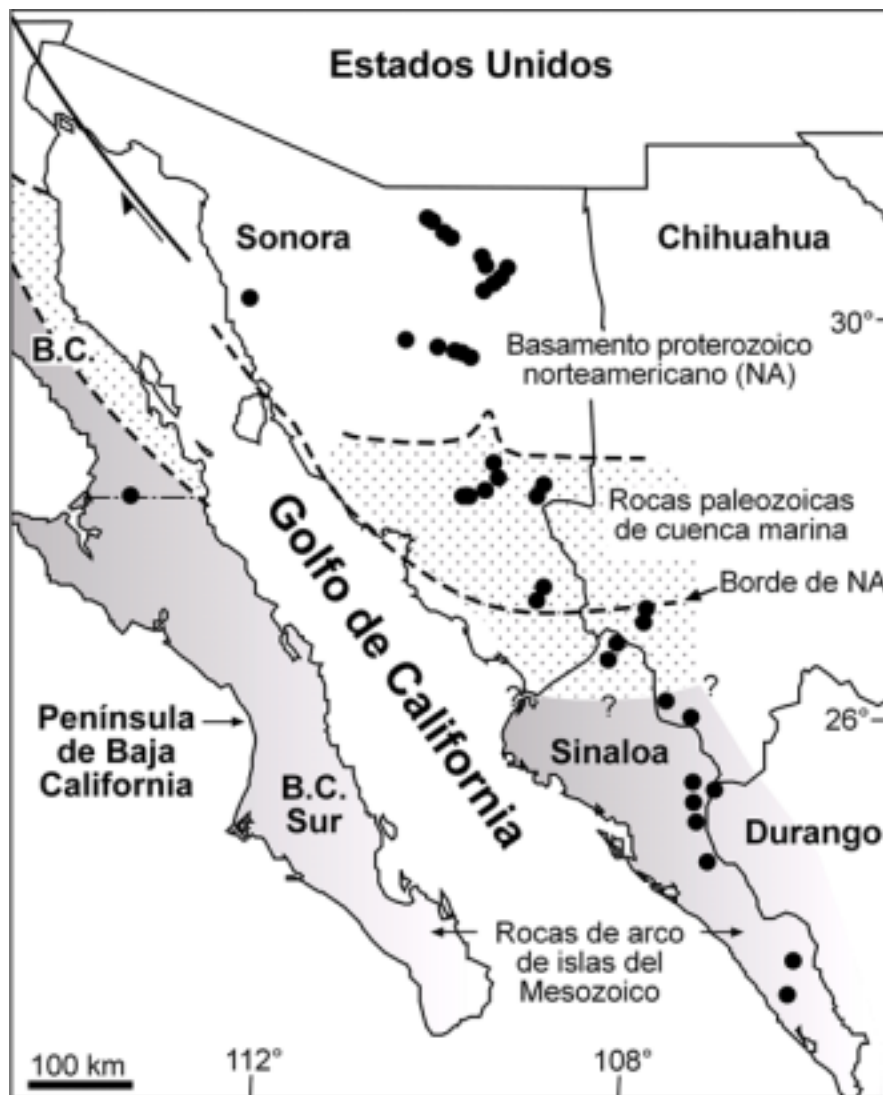 Estados Unidos
Sonora
Chihuahua
30°
B.C.
Basamento proterozoico
norteamericano (NA)
Rocas paleozoicas
de cuenca marina
Golfo de California
Borde de NA
?
?
?
26°
Península
de Baja
California
Sinaloa
B.C.
Sur
Durango
Rocas de arco
de islas del
Mesozoico
100 km
112°
108°